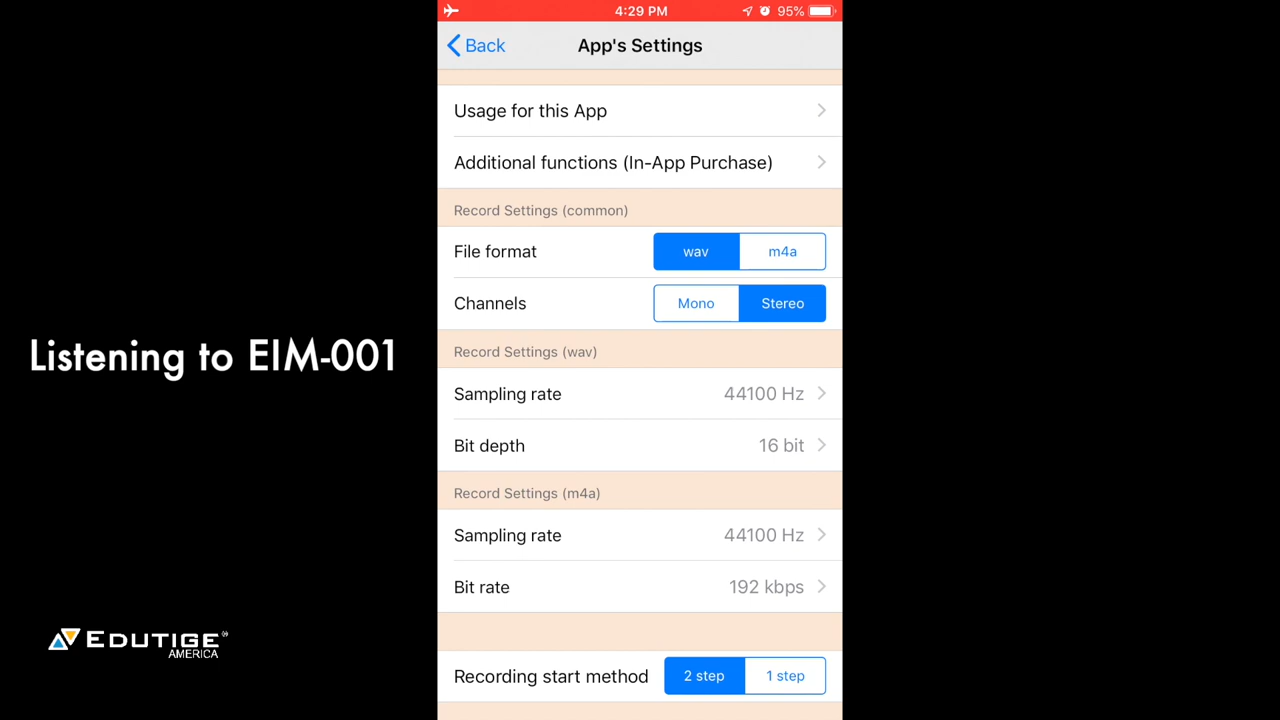 4:29 PM
95%
Back
App's Settings
Usage for this App
Additional functions (In-App Purchase)
Record Settings (common)
File format wav m4a
Channels Mono Stereo
Record Settings (wav)
Listening to EIM-001
Sampling rate 44100 Hz
Bit depth 16 bit
Record Settings (m4a)
Sampling rate 44100 Hz
Bit rate 192 kbps
EDUTIGE®
AMERICA
Recording start method 2 step 1 step